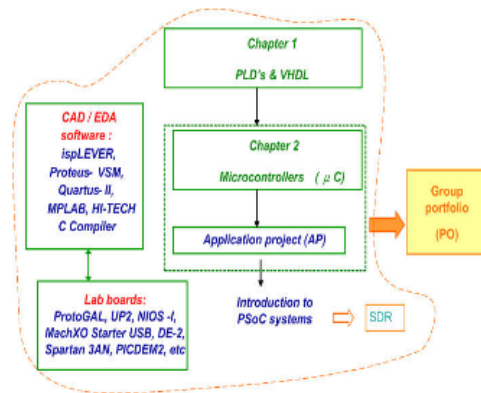 Chapter 1
PLD's & VHDL
CAD / EDA
software :
ispLEVER,
Proteus- VSM,
Quartus- II,
MPLAB, HI-TECH
C Compiler
Chapter 2
Microcontrollers ( μC)
Application project (AP)
Group
portfolio
(PO)
Lab boards:
ProtoGAL, UP2, NIOS -I,
MachXO Starter USB, DE-2,
Spartan 3AN, PICDEM2, etc
Introduction to
PSoC systems
SDR